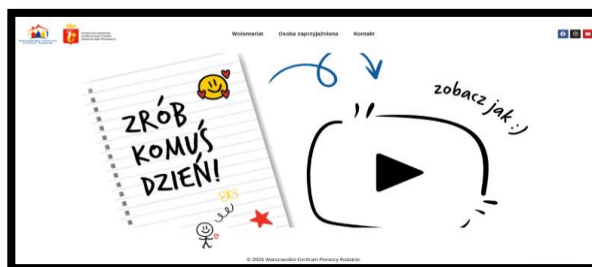 Wolontariat Osoba zaprzyjaźniona Kontakt
ZRÓB
KOMUŚ
DZIEŃ!
zobacz jak :)
© 2026 Warszawskie Centrum Pomocy Rodzinie